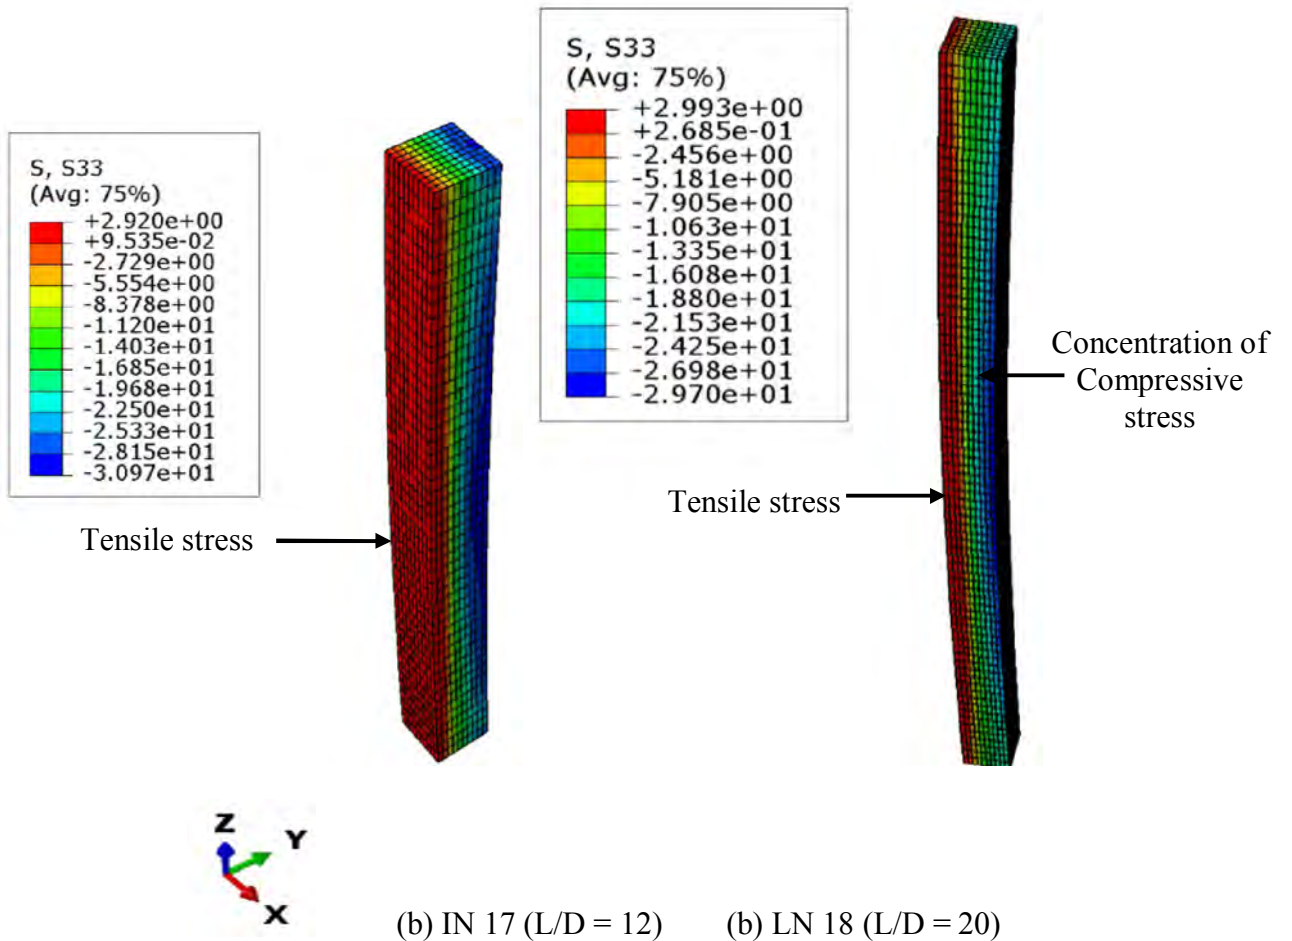 S, S33
(Avg: 75%)
+2.920e+00
+9.535e-02
-2.729e+00
-5.554e+00
-8.378e+00
-1.120e+01
-1.403e+01
-1.685e+01
-1.968e+01
-2.250e+01
-2.533e+01
-2.815e+01
-3.097e+01
Tensile stress
S, S33
(Avg: 75%)
+2.993e+00
+2.685e-01
-2.456e+00
-5.181e+00
-7.905e+00
-1.063e+01
-1.335e+01
-1.608e+01
-1.880e+01
-2.153e+01
-2.425e+01
-2.698e+01
-2.970e+01
Concentration of
Compressive
stress
Tensile stress
Z
Y
X
(b) IN 17 (L/D = 12)
(b) LN 18 (L/D = 20)